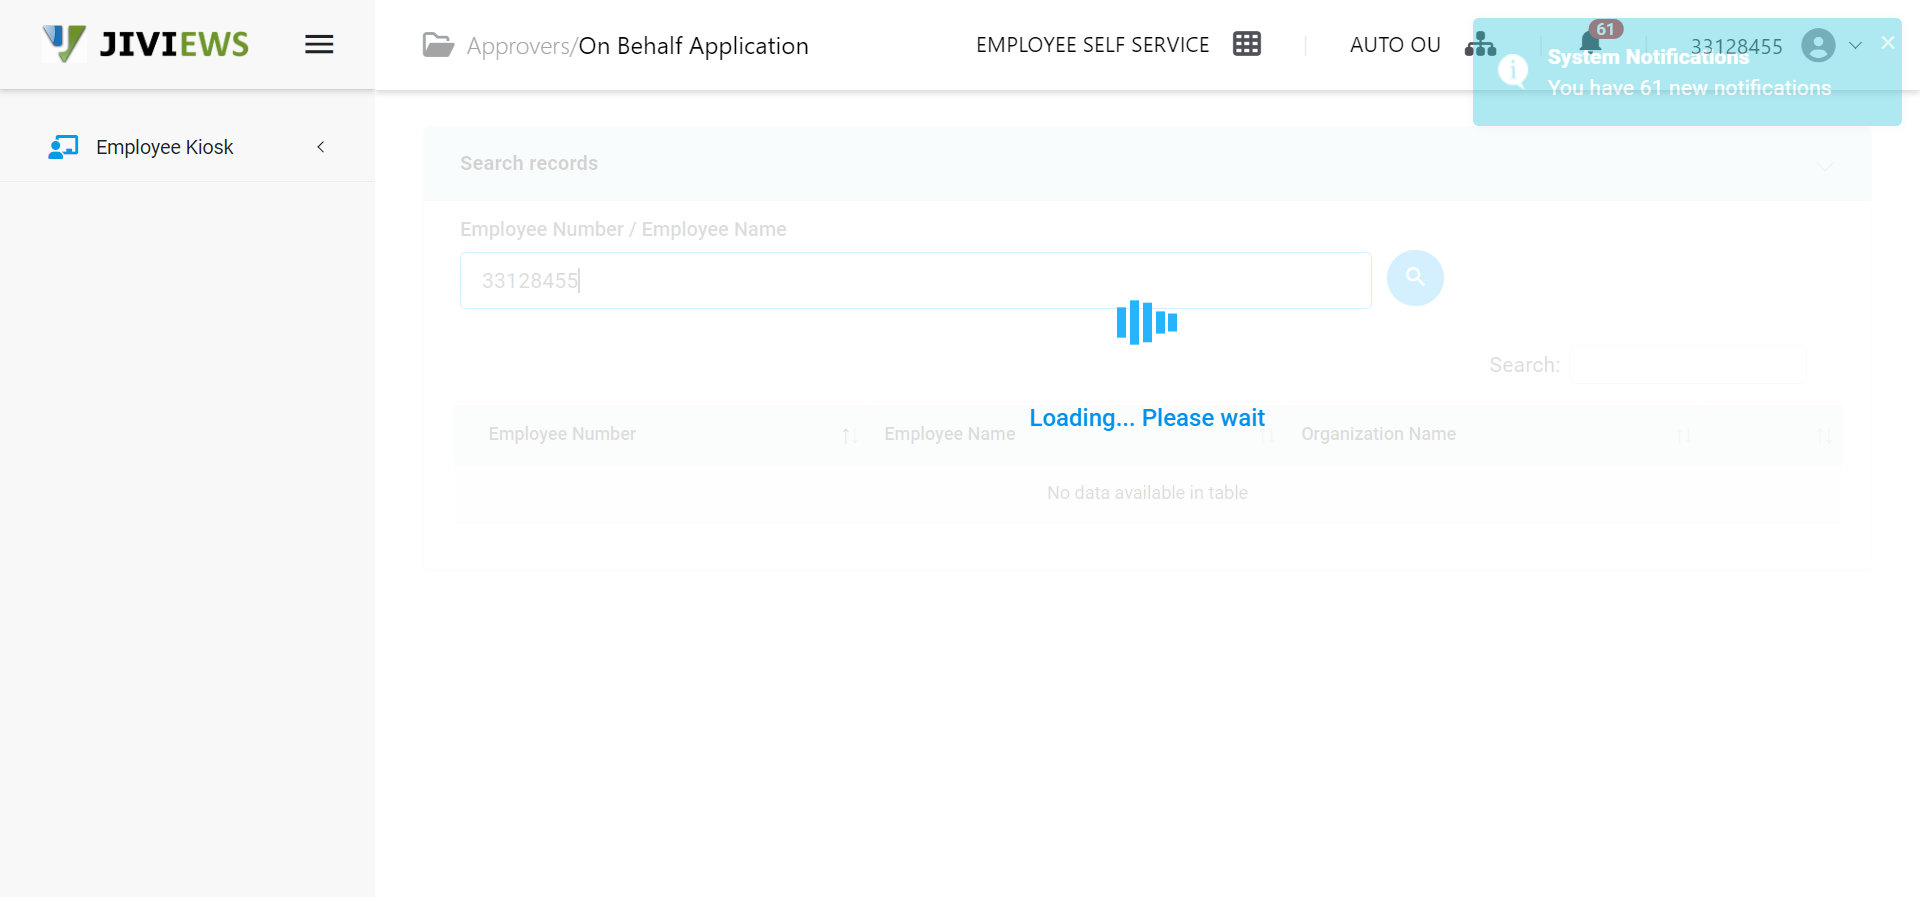 JIVIEWS
Approvers/On Behalf Application
EMPLOYEE SELF SERVICE
AUTO OU
61
33128455
System Notifications
You have 61 new notifications
Employee Kiosk
Search records
Employee Number / Employee Name
33128455
Search:
Loading... Please wait
Employee Number
Employee Name
Organization Name
No data available in table